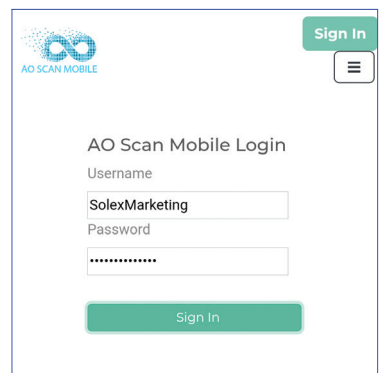 Sign In
AO SCAN MOBILE
AO Scan Mobile Login
Username
SolexMarketing
Password
••••••••••••••
Sign In